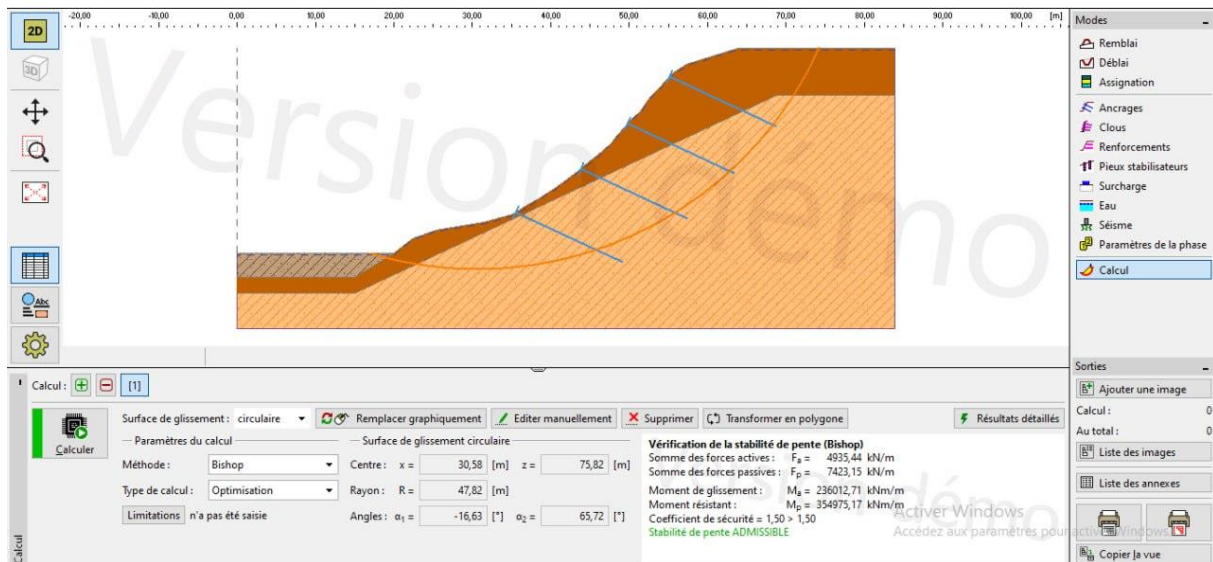 -20,00 -10,00 0,00 10,00 20,00 30,00 40,00 50,00 60,00 70,00 80,00 90,00 100,00 [m]
2D
3D
Version démo
Abc
Modes
Remblai
Déblai
Assignation
Ancrages
Clous
Renforcements
Pieux stabilisateurs
Surcharge
Eau
Séisme
Paramètres de la phase
Calcul
Calcul : [1]
Calculer
Surface de glissement : circulaire Remplacer graphiquement Editer manuellement Supprimer Transformer en polygone Résultats détaillés
Paramètres du calcul
Méthode : Bishop
Type de calcul : Optimisation
Limitations n'a pas été saisie
Surface de glissement circulaire
Centre : x = 30,58 [m] z = 75,82 [m]
Rayon : R = 47,82 [m]
Angles : α1 = -16,63 [°] α2 = 65,72 [°]
Vérification de la stabilité de pente (Bishop)
Somme des forces actives : Fa = 4935,44 kN/m
Somme des forces passives : Fp = 7423,15 kN/m
Moment de glissement : Ma = 236012,71 kNm/m
Moment résistant : Mp = 354975,17 kNm/m
Coefficient de sécurité = 1,50 > 1,50
Stabilité de pente ADMISSIBLE
Version démo
Activer Windows
Accédez aux paramètres pour activer Windows
Calcul
Sorties
Ajouter une image
Calcul : 0
Au total : 0
Liste des images
Liste des annexes
Copier la vue